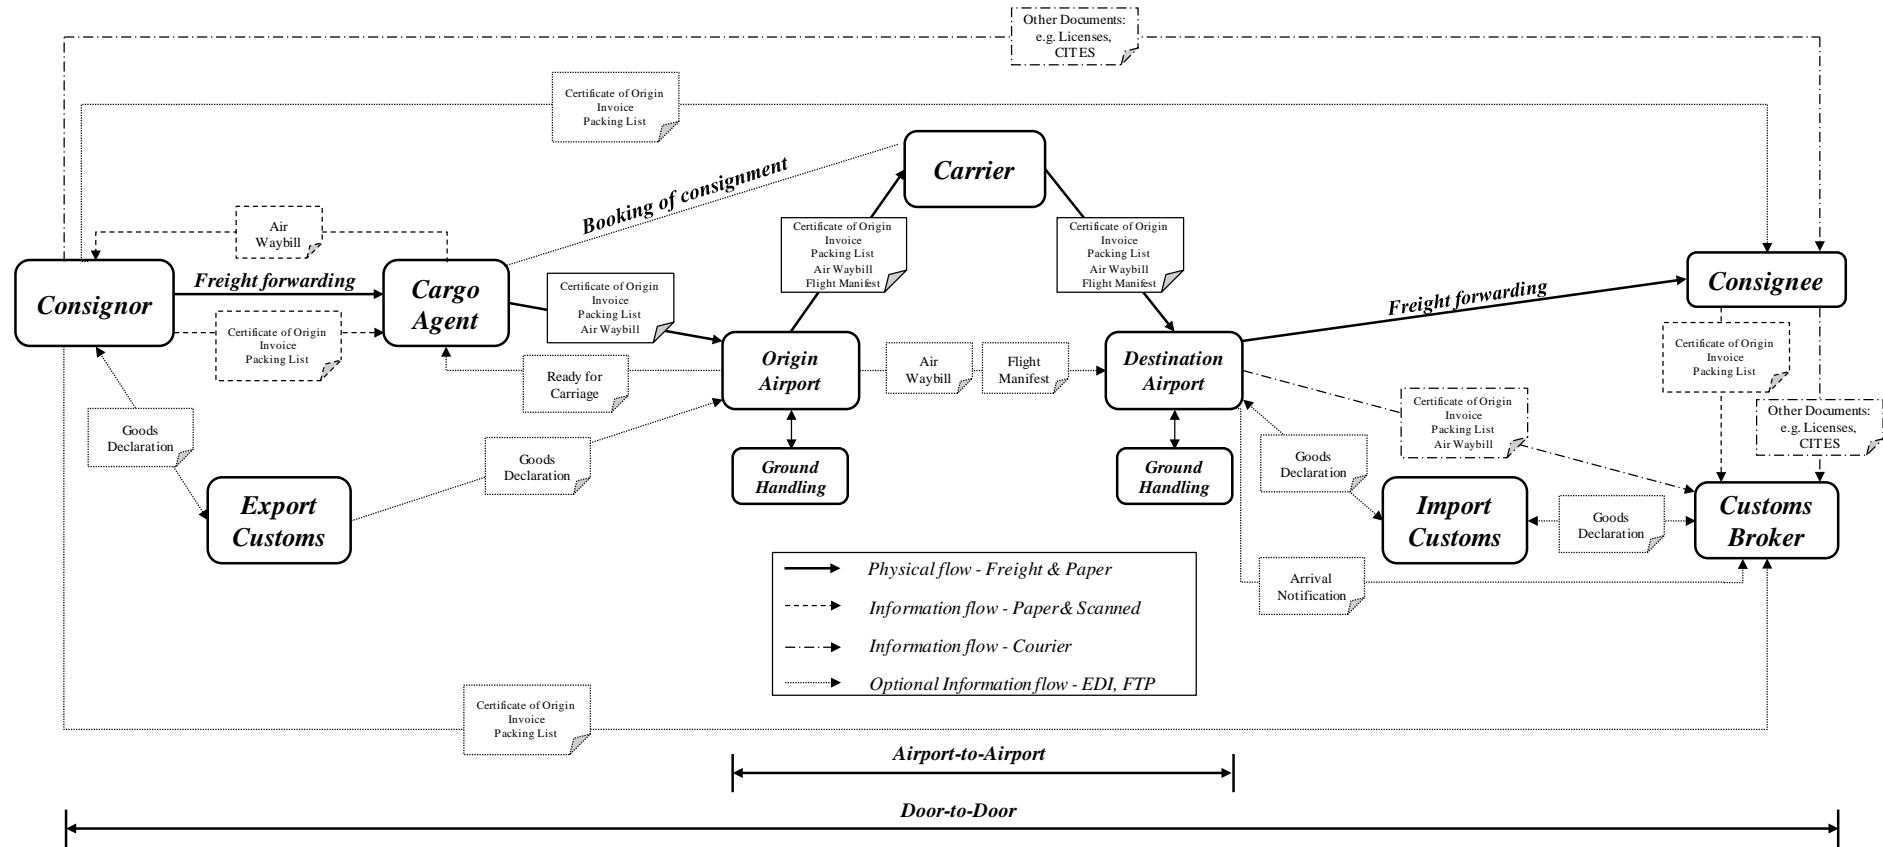 Other Documents:
e.g. Licenses,
CITES
Certificate of Origin
Invoice
Packing List
Carrier
Booking of consignment
Air
Waybill
Certificate of Origin
Invoice
Packing List
Air Waybill
Flight Manifest
Certificate of Origin
Invoice
Packing List
Air Waybill
Flight Manifest
Consignor
Freight forwarding
Cargo
Agent
Certificate of Origin
Invoice
Packing List
Air Waybill
Freight forwarding
Consignee
Certificate of Origin
Invoice
Packing List
Origin
Airport
Air
Waybill
Flight
Manifest
Destination
Airport
Certificate of Origin
Invoice
Packing List
Ready for
Carriage
Goods
Declaration
Goods
Declaration
Ground
Handling
Ground
Handling
Goods
Declaration
Certificate of Origin
Invoice
Packing List
Air Waybill
Other Documents:
e.g. Licenses,
CITES
Export
Customs
Import
Customs
Goods
Declaration
Customs
Broker
Arrival
Notification
Physical flow - Freight & Paper
Information flow - Paper & Scanned
Information flow - Courier
Optional Information flow - EDI, FTP
Certificate of Origin
Invoice
Packing List
Airport-to-Airport
Door-to-Door